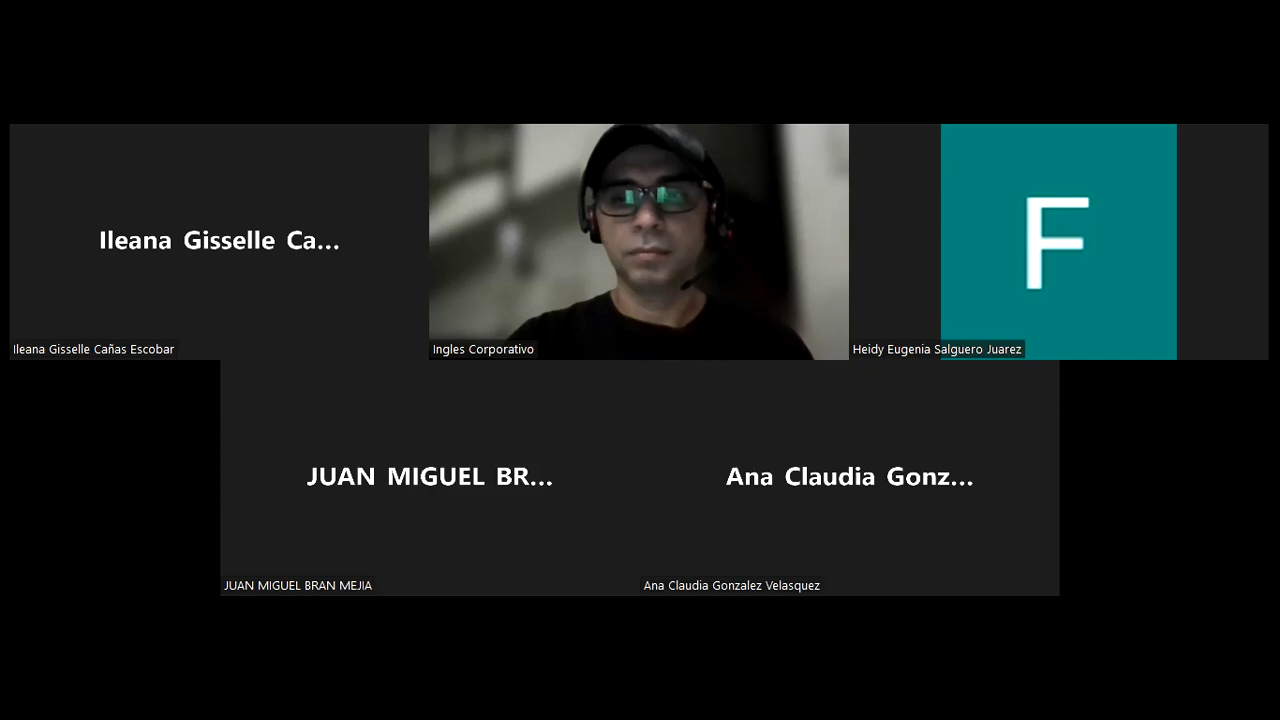 Ileana Gisselle Ca...
Ileana Gisselle Cañas Escobar
Ingles Corporativo
F
Heidy Eugenia Salguero Juarez
JUAN MIGUEL BR...
JUAN MIGUEL BRAN MEJIA
Ana Claudia Gonz...
Ana Claudia Gonzalez Velasquez